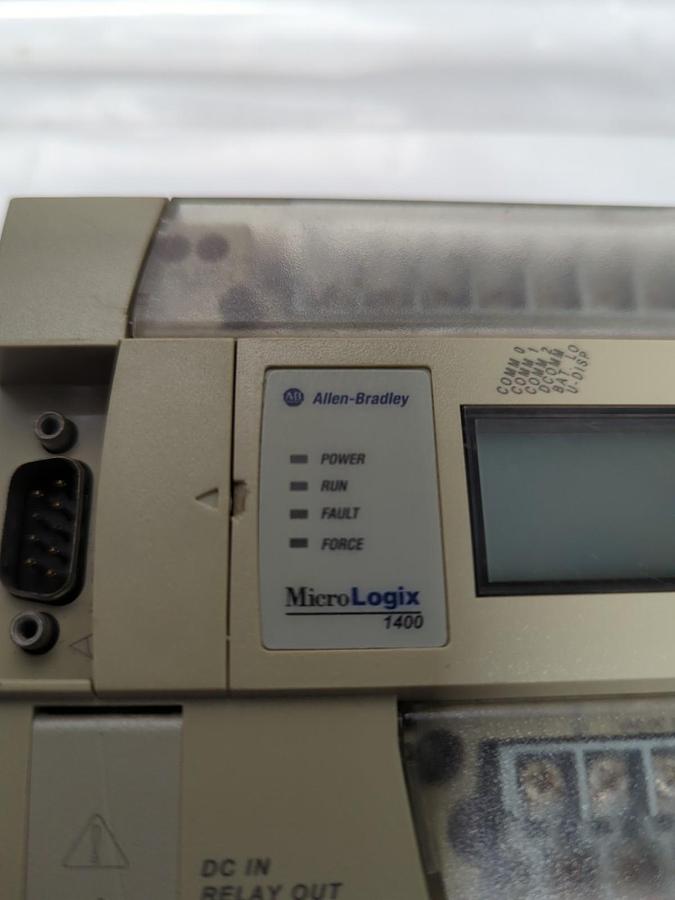 COMM 0
COMM 1
COMM 2
DCOMM
BAT. LO
U-DISP
AB Allen-Bradley
POWER
RUN
FAULT
FORCE
MicroLogix
1400
DC IN
RELAY OUT